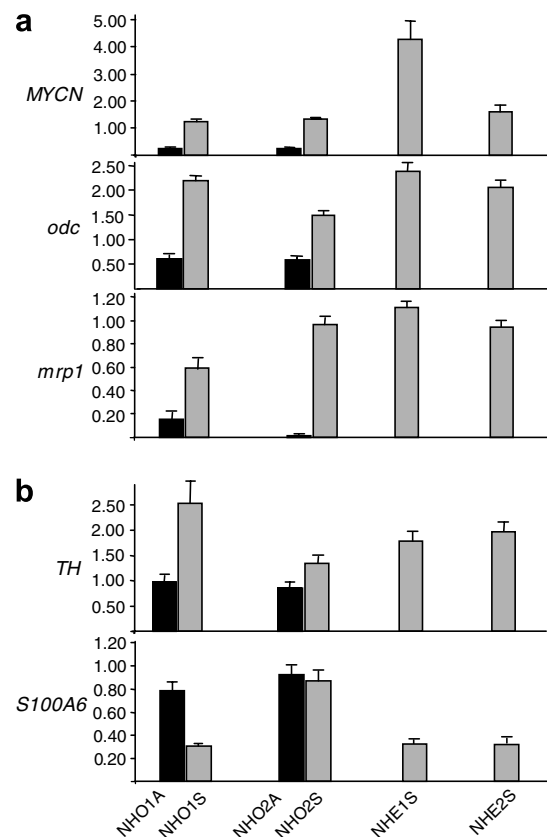 a
5.00
4.00
3.00
2.00
1.00
MYCN
2.50
2.00
1.50
1.00
0.50
odc
1.20
1.00
0.80
0.60
0.40
0.20
mrp1
b
2.50
2.00
1.50
1.00
0.50
TH
1.20
1.00
0.80
0.60
0.40
0.20
S100A6
NHO1A
NHO1S
NHO2A
NHO2S
NHE1S
NHE2S